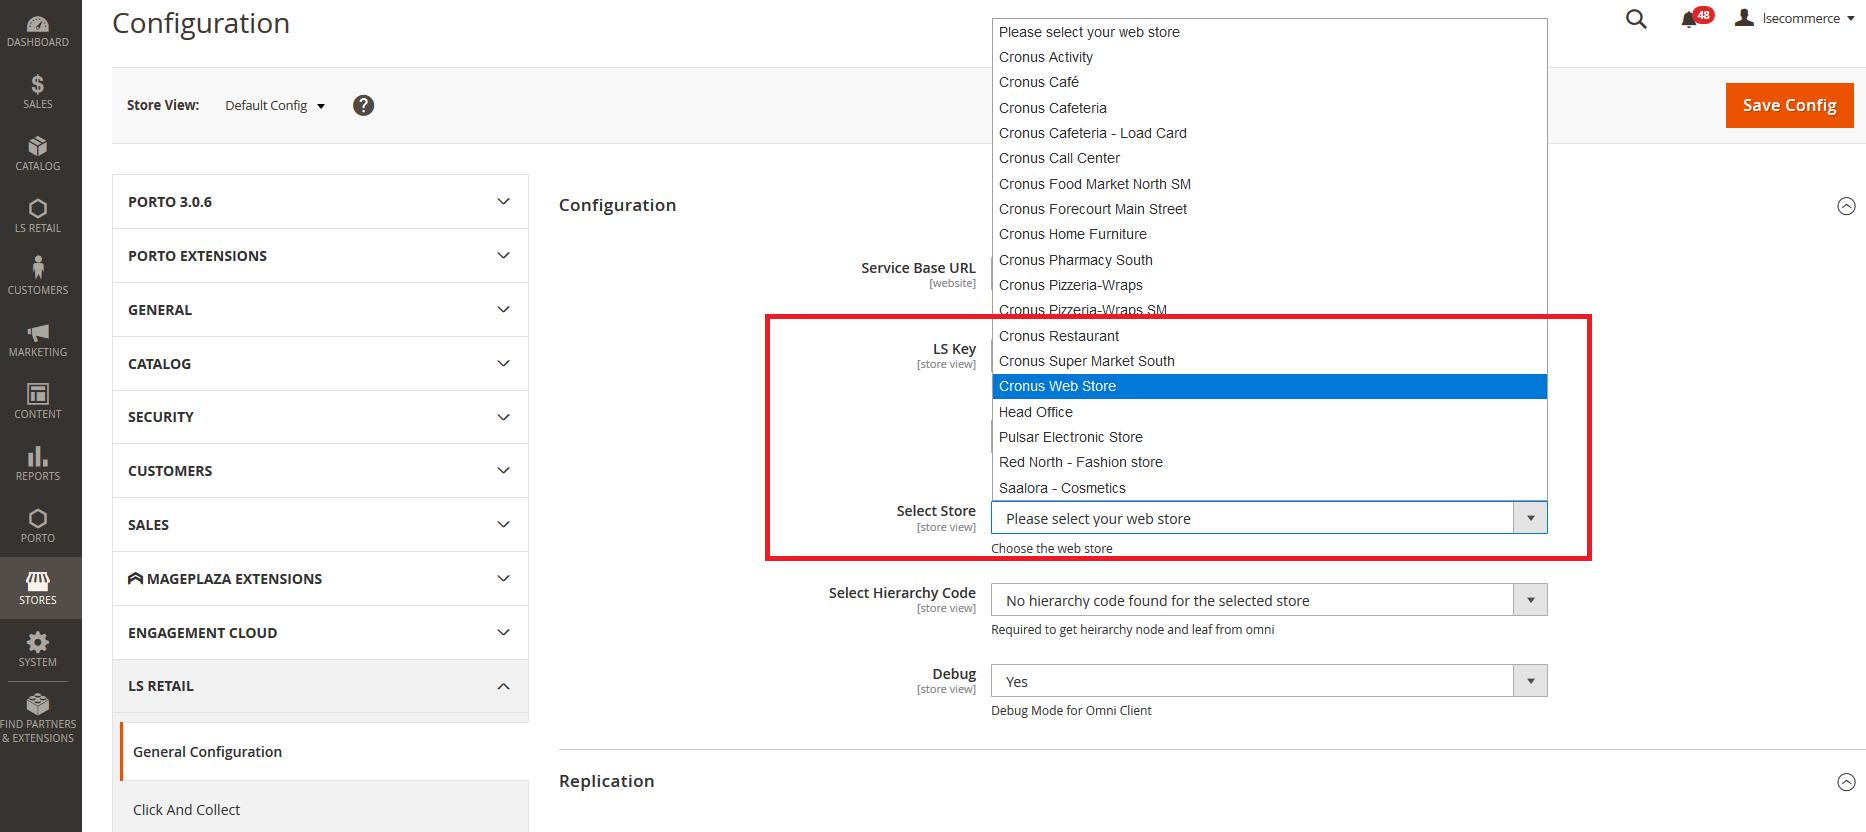 DASHBOARD
SALES
CATALOG
LS RETAIL
CUSTOMERS
MARKETING
CONTENT
REPORTS
PORTO
STORES
SYSTEM
FIND PARTNERS
& EXTENSIONS
Configuration
48
lsecommerce
Store View:
Default Config
?
Save Config
PORTO 3.0.6
PORTO EXTENSIONS
GENERAL
CATALOG
SECURITY
CUSTOMERS
SALES
MAGEPLAZA EXTENSIONS
ENGAGEMENT CLOUD
LS RETAIL
General Configuration
Click And Collect
Configuration
Service Base URL
[website]
LS Key
[store view]
Please select your web store
Cronus Activity
Cronus Café
Cronus Cafeteria
Cronus Cafeteria - Load Card
Cronus Call Center
Cronus Food Market North SM
Cronus Forecourt Main Street
Cronus Home Furniture
Cronus Pharmacy South
Cronus Pizzeria-Wraps
Cronus Pizzeria-Wraps SM
Cronus Restaurant
Cronus Super Market South
Cronus Web Store
Head Office
Pulsar Electronic Store
Red North - Fashion store
Saalora - Cosmetics
Select Store
[store view]
Please select your web store
Choose the web store
Select Hierarchy Code
[store view]
No hierarchy code found for the selected store
Required to get heirarchy node and leaf from omni
Debug
[store view]
Yes
Debug Mode for Omni Client
Replication